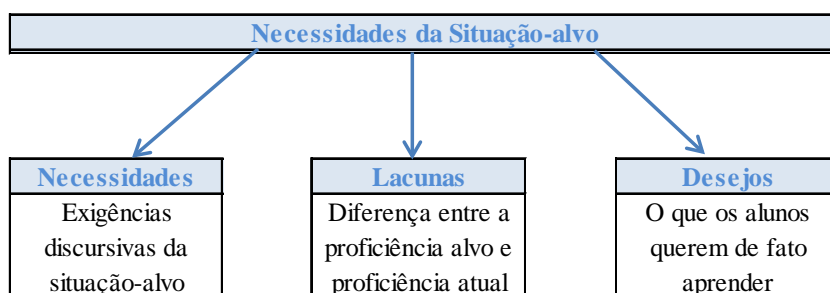 Necessidades da Situação-alvo
Necessidades
Exigências
discursivas da
situação-alvo
Lacunas
Diferença entre a
proficiência alvo e
proficiência atual
Desejos
O que os alunos
querem de fato
aprender